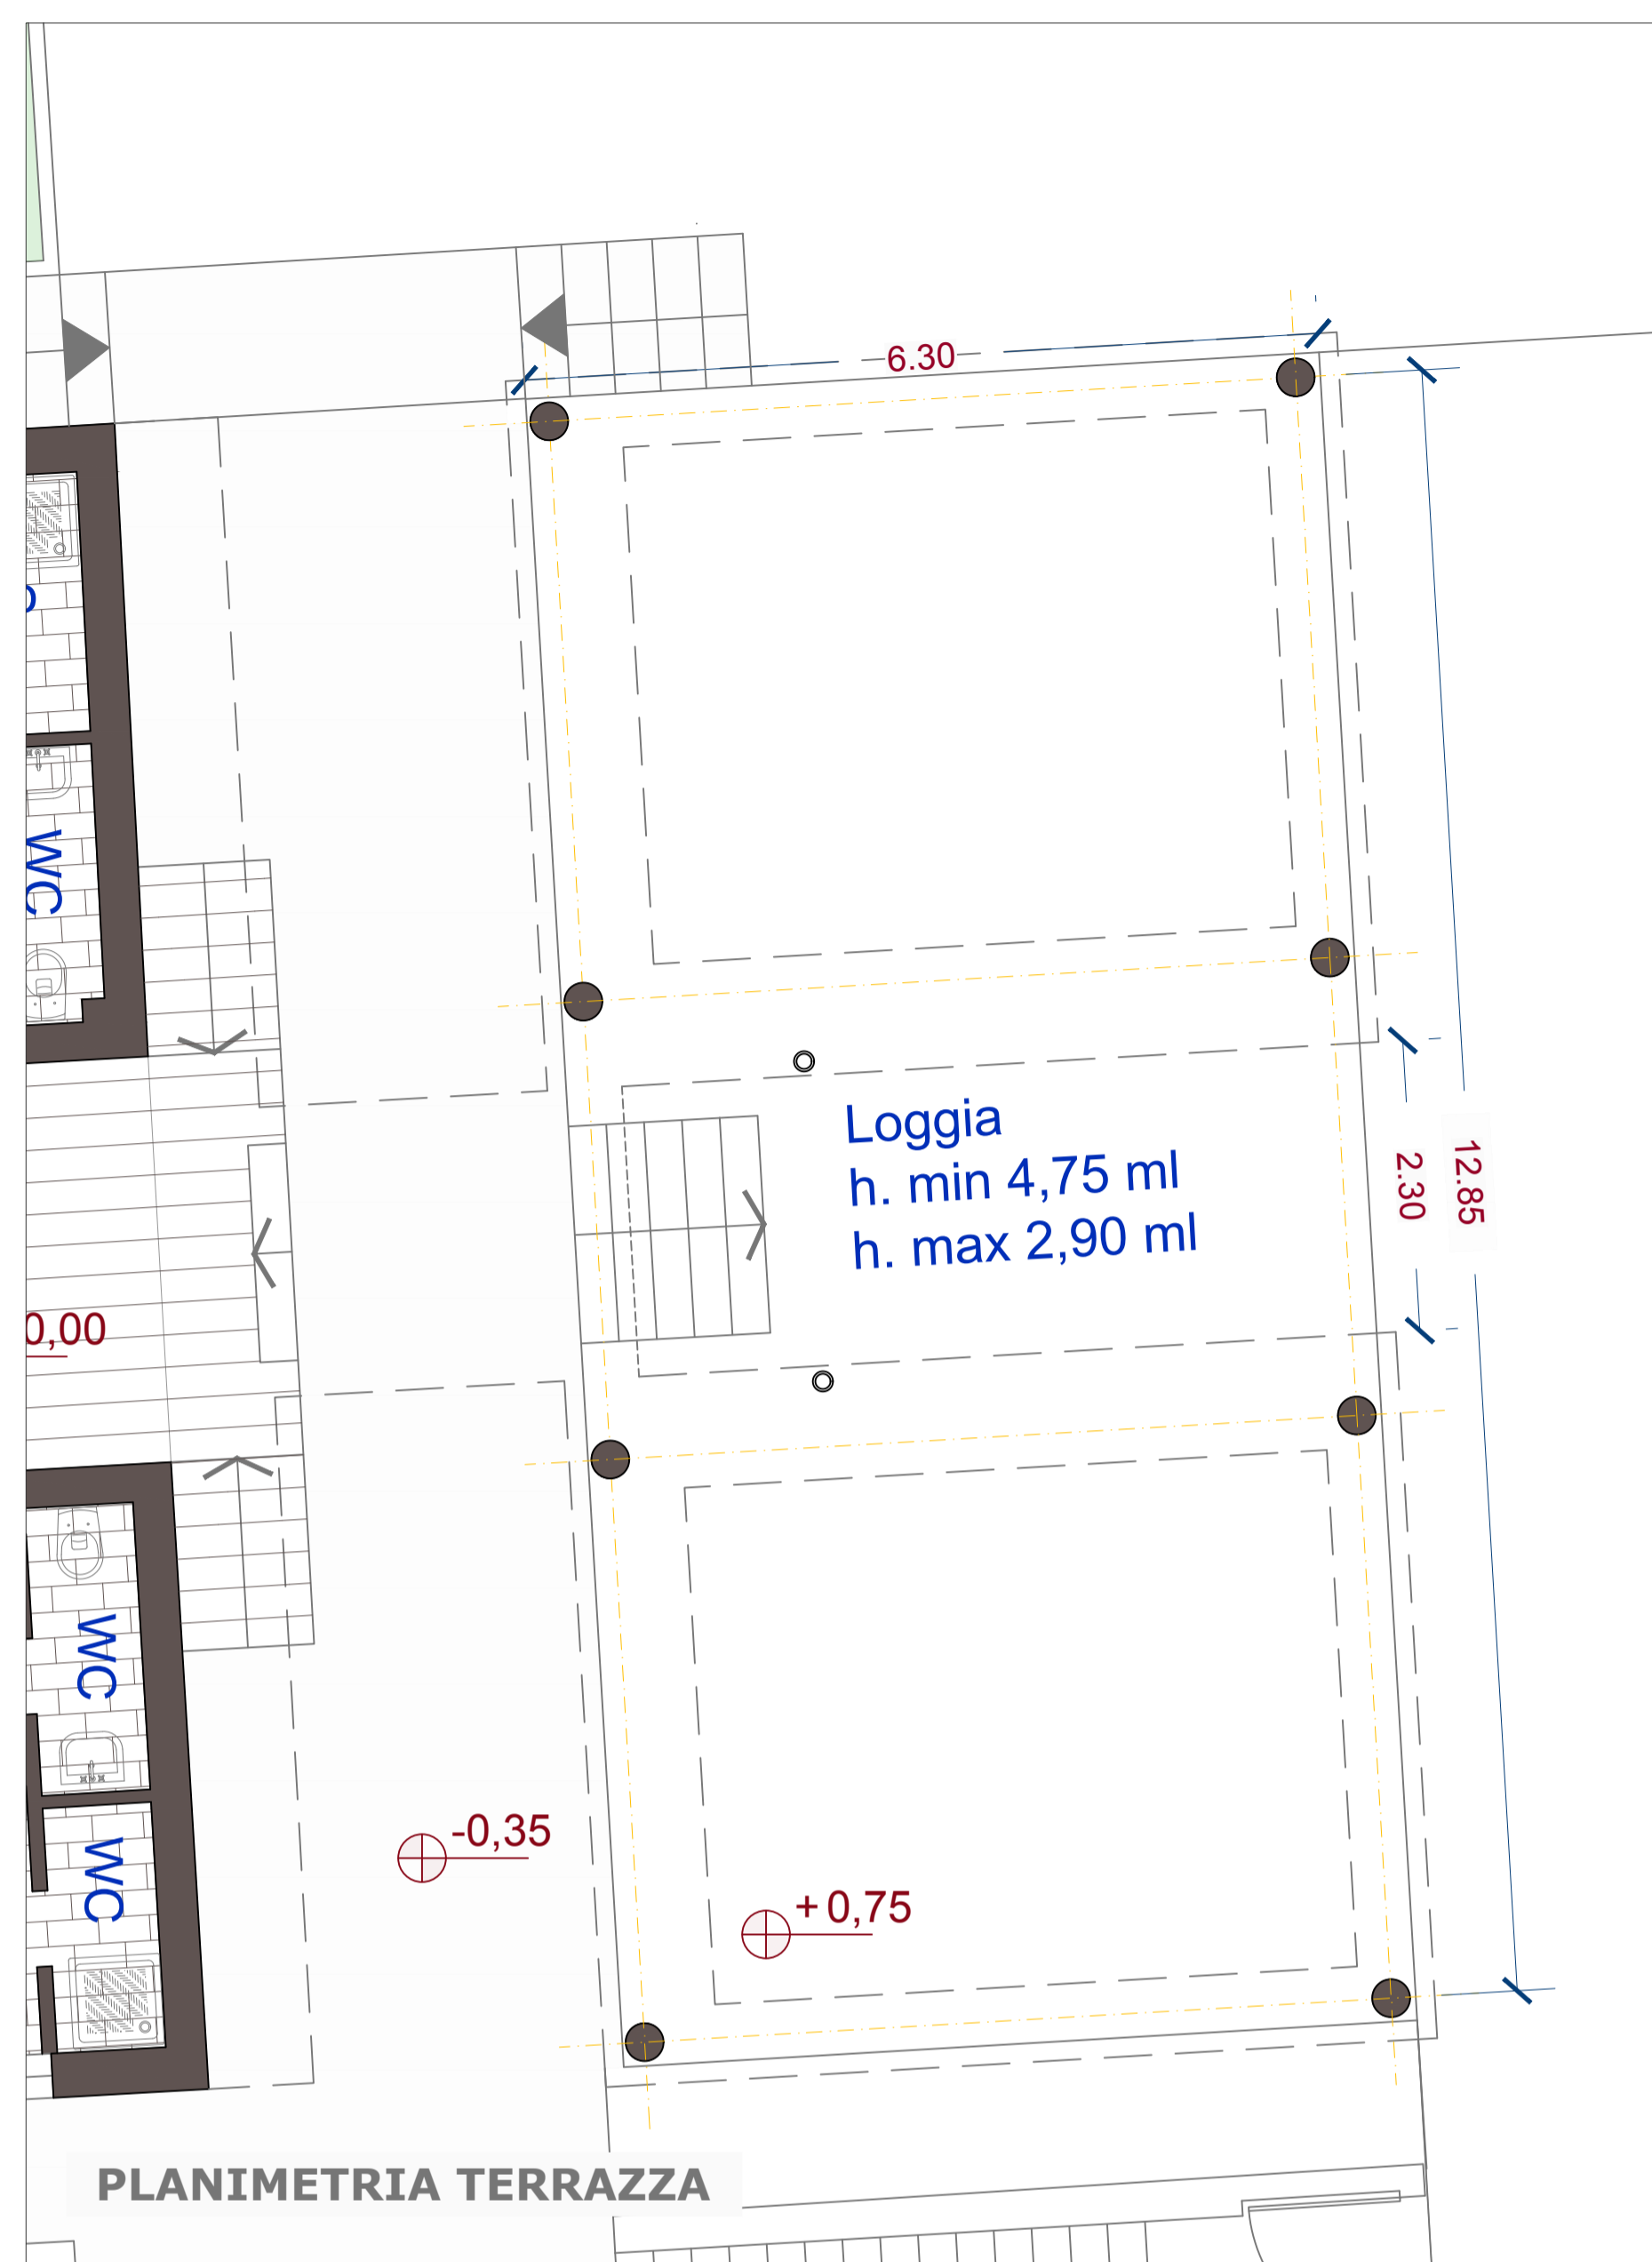 6.30
WC
Loggia
h. min 4,75 ml
h. max 2,90 ml
2.30
12.85
0,00
WC
-0,35
WC
+ 0,75
PLANIMETRIA TERRAZZA